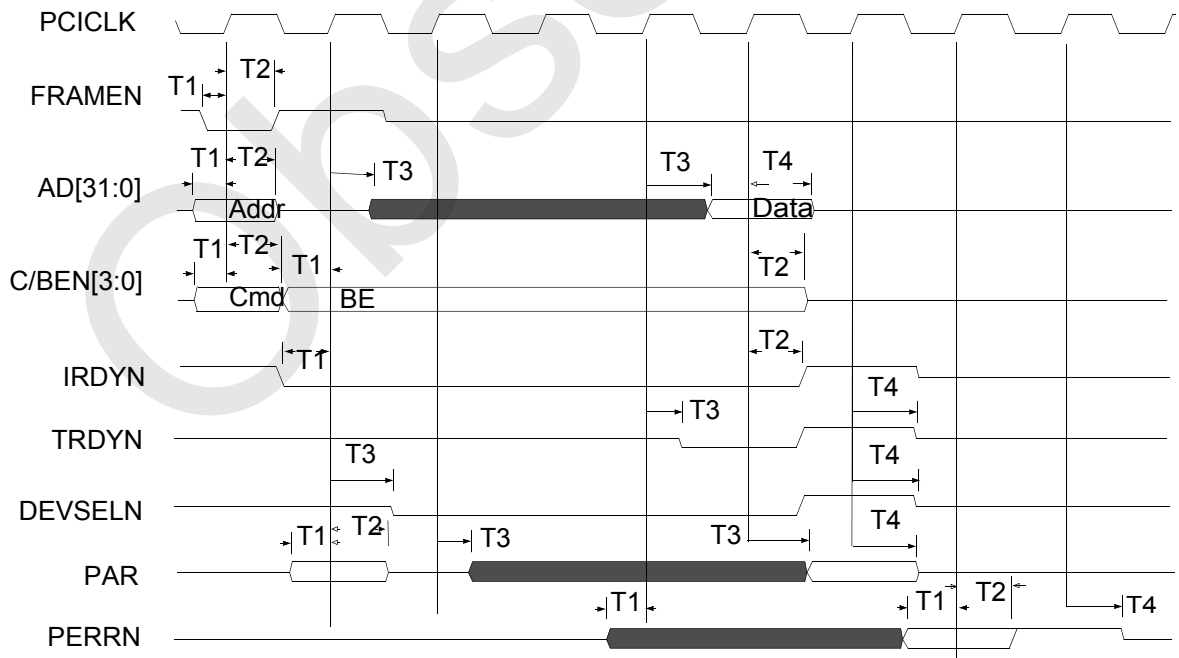 PCICLK
T1 T2
FRAMEN
T1 T2 T3 T3 T4
AD[31:0]
Addr Data
T1 T2 T1 T2
C/BEN[3:0]
Cmd BE
T1 T2
IRDYN
T3 T4
TRDYN
T3 T4
DEVSELN
T1 T2 T3 T3 T4
PAR
T1 T1 T2 T4
PERRN